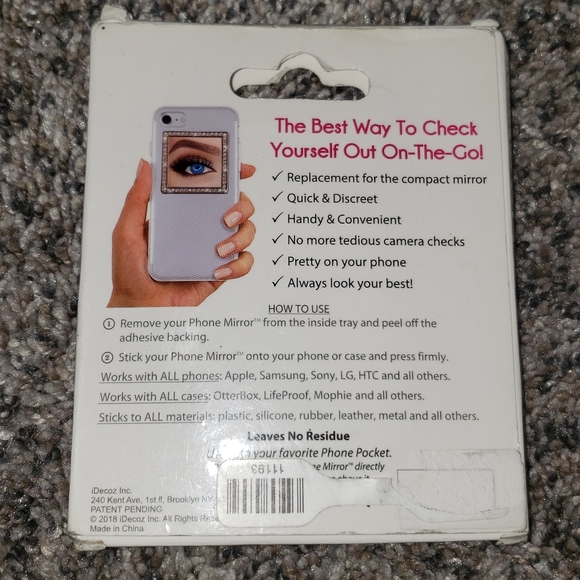 The Best Way To Check
Yourself Out On-The-Go!
✓ Replacement for the compact mirror
✓ Quick & Discreet
✓ Handy & Convenient
✓ No more tedious camera checks
✓ Pretty on your phone
✓ Always look your best!
HOW TO USE
① Remove your Phone Mirror™ from the inside tray and peel off the
adhesive backing.
② Stick your Phone Mirror™ onto your phone or case and press firmly.
Works with ALL phones: Apple, Samsung, Sony, LG, HTC and all others.
Works with ALL cases: OtterBox, LifeProof, Mophie and all others.
Sticks to ALL materials: plastic, silicone, rubber, leather, metal and all others.
Leaves No Residue
your favorite Phone Pocket.
Mirror™ directly
11193
iDecoz Inc.
240 Kent Ave, 1st fl, Brooklyn NY
PATENT PENDING
© 2018 iDecoz Inc. All Rights
Made in China